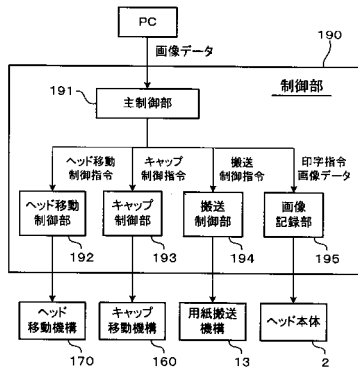 PC
画像データ
190
制御部
191
主制御部
ヘッド移動
制御指令
キャップ
制御指令
搬送
制御指令
印字指令
画像データ
ヘッド移動
制御部
キャップ
制御部
搬送
制御部
画像
記録部
192
193
194
195
ヘッド
移動機構
キャップ
移動機構
用紙搬送
機構
ヘッド本体
170
160
13
2